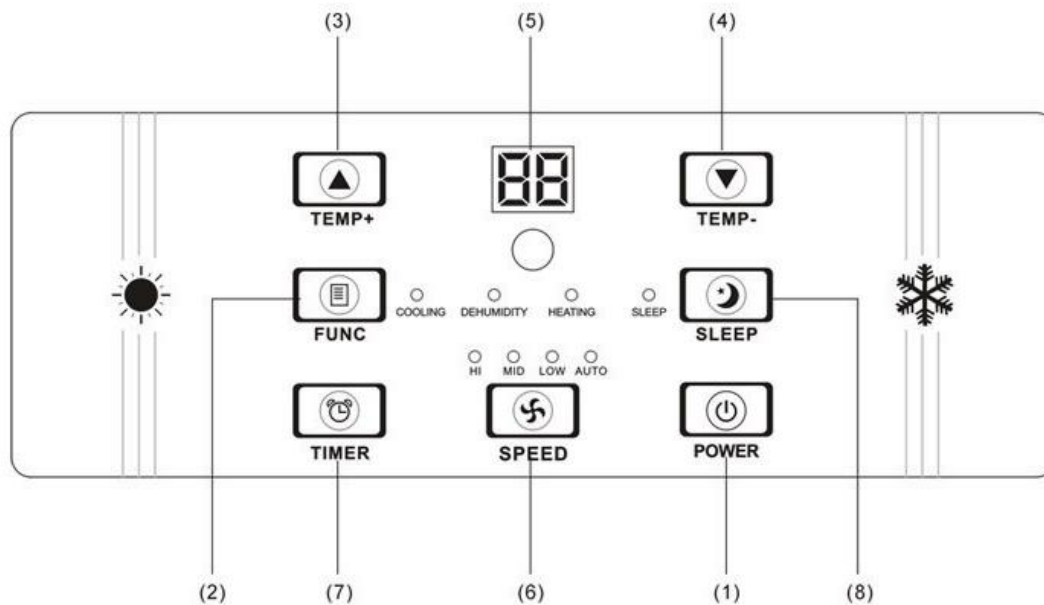 (3) (5) (4)
88
TEMP+ TEMP-
COOLING DEHUMIDITY HEATING SLEEP
FUNC SLEEP
HI MID LOW AUTO
TIMER SPEED POWER
(2) (7) (6) (1) (8)